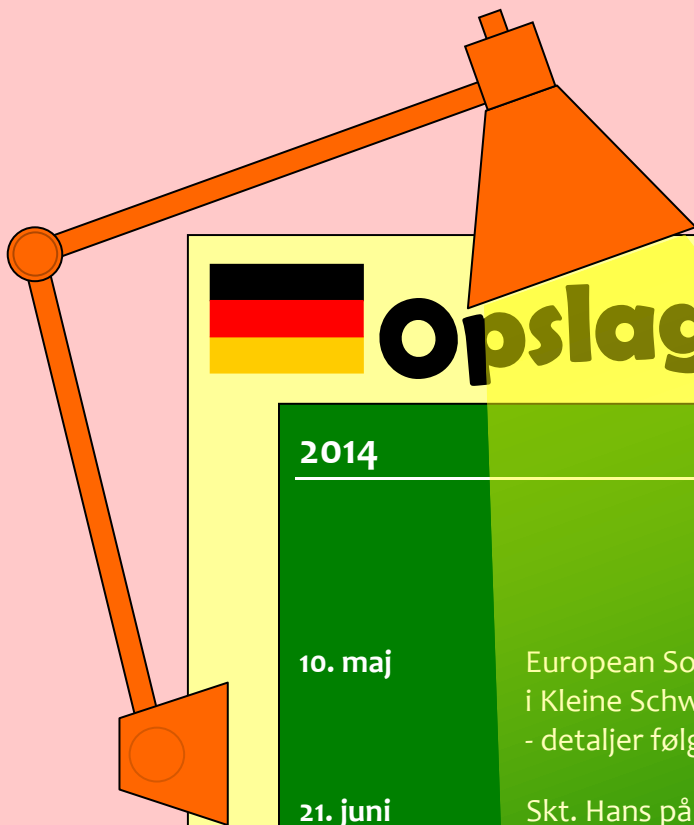 Opslag
2014
10. maj
European So
i Kleine Schw
- detaljer følg
21. juni
Skt. Hans på